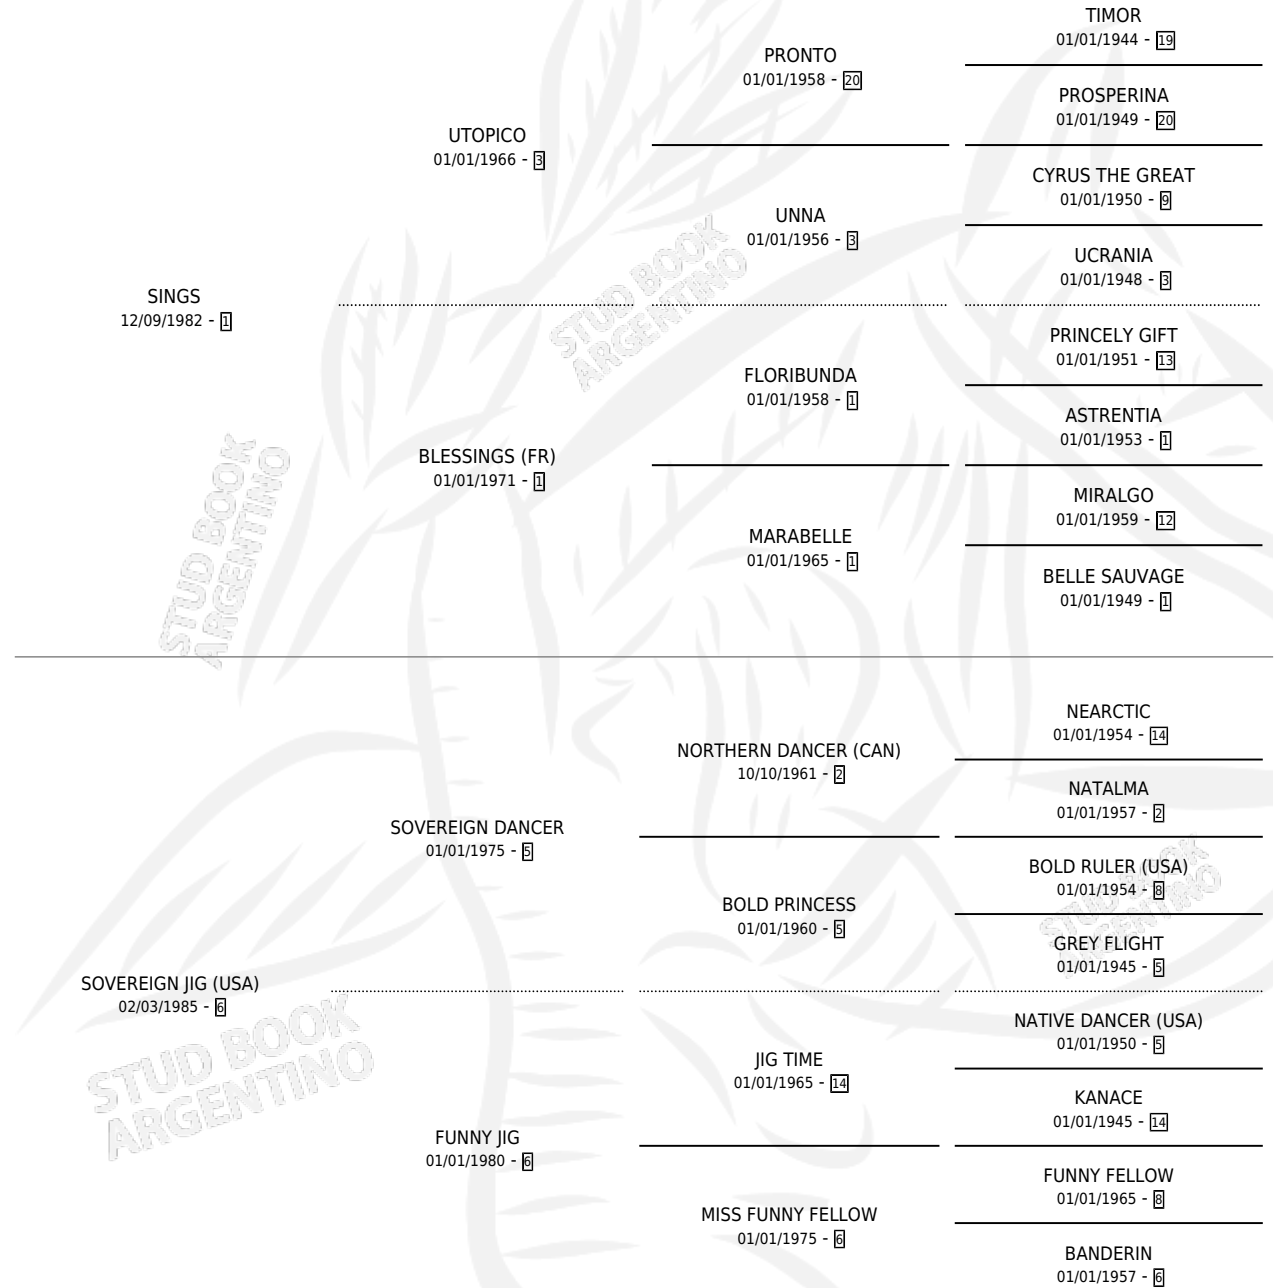 TIMOR
01/01/1944 - 19
PRONTO
01/01/1958 - 20
PROSPERINA
01/01/1949 - 20
UTOPICO
01/01/1966 - 3
CYRUS THE GREAT
01/01/1950 - 9
UNNA
01/01/1956 - 3
UCRANIA
01/01/1948 - 3
SINGS
12/09/1982 - 1
PRINCELY GIFT
01/01/1951 - 13
FLORIBUNDA
01/01/1958 - 1
ASTRENTIA
01/01/1953 - 1
BLESSINGS (FR)
01/01/1971 - 1
MIRALGO
01/01/1959 - 12
MARABELLE
01/01/1965 - 1
BELLE SAUVAGE
01/01/1949 - 1
STUD BOOK
ARGENTINO
STUD BOOK
ARGENTINO
NEARCTIC
01/01/1954 - 14
NORTHERN DANCER (CAN)
10/10/1961 - 2
NATALMA
01/01/1957 - 2
SOVEREIGN DANCER
01/01/1975 - 5
BOLD RULER (USA)
01/01/1954 - 8
BOLD PRINCESS
01/01/1960 - 5
GREY FLIGHT
01/01/1945 - 5
STUD BOOK
ARGENTINO
SOVEREIGN JIG (USA)
02/03/1985 - 6
NATIVE DANCER (USA)
01/01/1950 - 5
JIG TIME
01/01/1965 - 14
KANACE
01/01/1945 - 14
FUNNY JIG
01/01/1980 - 6
FUNNY FELLOW
01/01/1965 - 8
MISS FUNNY FELLOW
01/01/1975 - 6
BANDERIN
01/01/1957 - 6
STUD BOOK
ARGENTINO